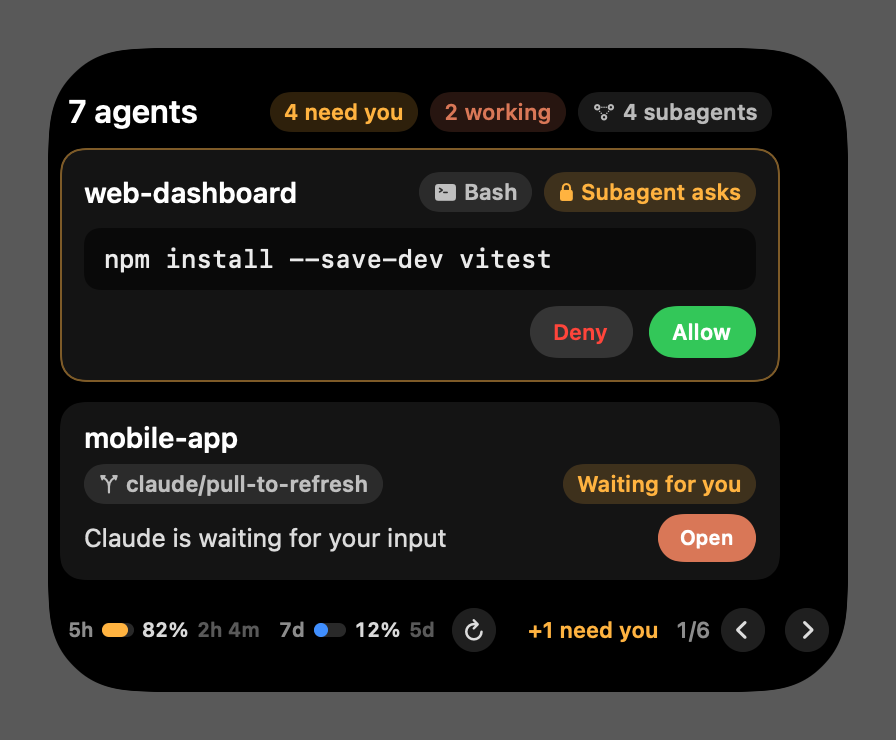 7 agents 4 need you 2 working 4 subagents
web-dashboard Bash Subagent asks
npm install --save-dev vitest
Deny Allow
mobile-app
claude/pull-to-refresh Waiting for you
Claude is waiting for your input Open
5h 82% 2h 4m 7d 12% 5d +1 need you 1/6